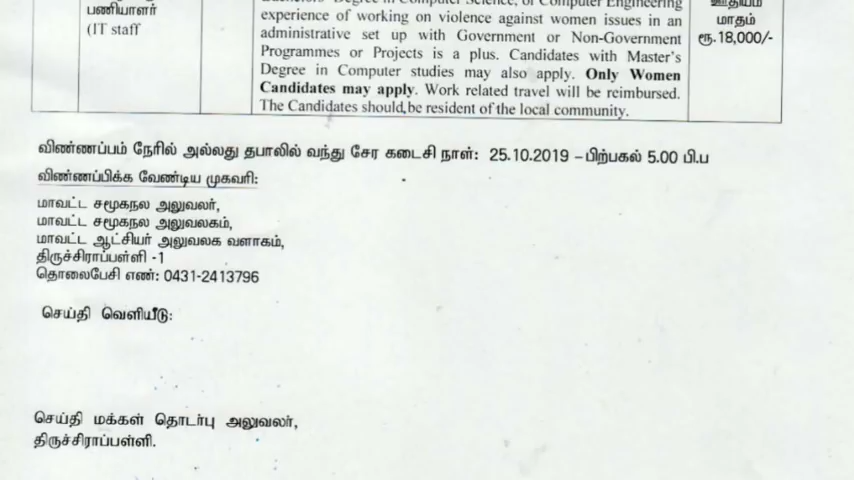 பணியாளர்
(IT staff
experience of working on violence against women issues in an
administrative set up with Government or Non-Government
Programmes or Projects is a plus. Candidates with Master's
Degree in Computer studies may also apply. Only Women
Candidates may apply. Work related travel will be reimbursed.
The Candidates should be resident of the local community.
ஊதியம்
மாதம்
ரூ.18,000/-
விண்ணப்பம் நேரில் அல்லது தபாலில் வந்து சேர கடைசி நாள்: 25.10.2019 – பிற்பகல் 5.00 பி.ப
விண்ணப்பிக்க வேண்டிய முகவரி:
மாவட்ட சமூகநல அலுவலர்,
மாவட்ட சமூகநல அலுவலகம்,
மாவட்ட ஆட்சியர் அலுவலக வளாகம்,
திருச்சிராப்பள்ளி -1
தொலைபேசி எண்: 0431-2413796
செய்தி வெளியீடு:
செய்தி மக்கள் தொடர்பு அலுவலர்,
திருச்சிராப்பள்ளி.